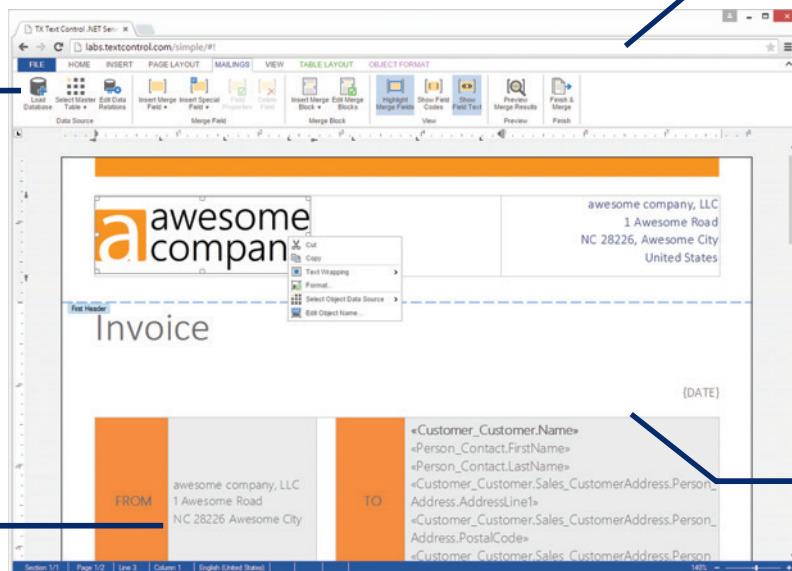 TX Text Control .NET Serv
labs.textcontrol.com/simple/#!
FILE HOME INSERT PAGE LAYOUT MAILINGS VIEW TABLE LAYOUT OBJECT FORMAT
Load Database Select Master Table Edit Data Relations Insert Merge Field Insert Special Field Field Properties Delete Field Insert Merge Block Edit Merge Blocks Highlight Merge Fields Show Field Codes Show Field Text Preview Merge Results Finish & Merge
Data Source Merge Field Merge Block View Preview Finish
a awesome
compan
awesome company, LLC
1 Awesome Road
NC 28226, Awesome City
United States
Cut
Copy
Text Wrapping
Format...
Select Object Data Source
Edit Object Name...
First Header
Invoice
{DATE}
FROM
awesome company, LLC
1 Awesome Road
NC 28226 Awesome City
TO
«Customer_Customer.Name»
«Person_Contact.FirstName»
«Person_Contact.LastName»
«Customer_Customer.Sales_CustomerAddress.Person_
Address.AddressLine1»
«Customer_Customer.Sales_CustomerAddress.Person_
Address.PostalCode»
«Customer_Customer.Sales_CustomerAddress.Person_
Section 1/1 Page 1/2 Line 3 Column 1 English (United States) 140%